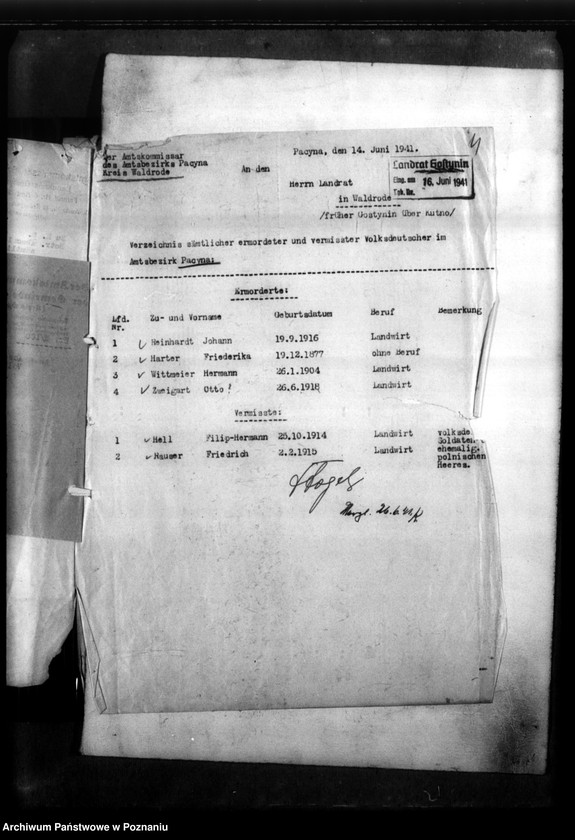 Der Amtskommissar
des Amtsbezirks Pacyna
Kreis Waldrode
Pacyna, den 14. Juni 1941.
An den
Herrn Landrat
in Waldrode
/früher Gostynin über Kutno/
Landrat Gostynin
Eing. am 16. Juni 1941
Tgb. Nr.
Verzeichnis sämtlicher ermordeter und vermisster Volksdeutscher im
Amtsbezirk Pacyna:
Ermorderte:
Lfd. Nr. Zu- und Vorname Geburtsdatum Beruf Bemerkung
1 Reinhardt Johann 19.9.1916 Landwirt
2 Harter Friederika 19.12.1877 ohne Beruf
3 Wittmeier Hermann 26.1.1904 Landwirt
4 Zweigart Otto ! 26.6.1918 Landwirt
Vermisste:
1 Hell Filip-Hermann 25.10.1914 Landwirt volksde
Soldaten
2 Hauser Friedrich 2.2.1915 Landwirt ehemalig.
polnischen
Heeres.
Archiwum Państwowe w Poznaniu